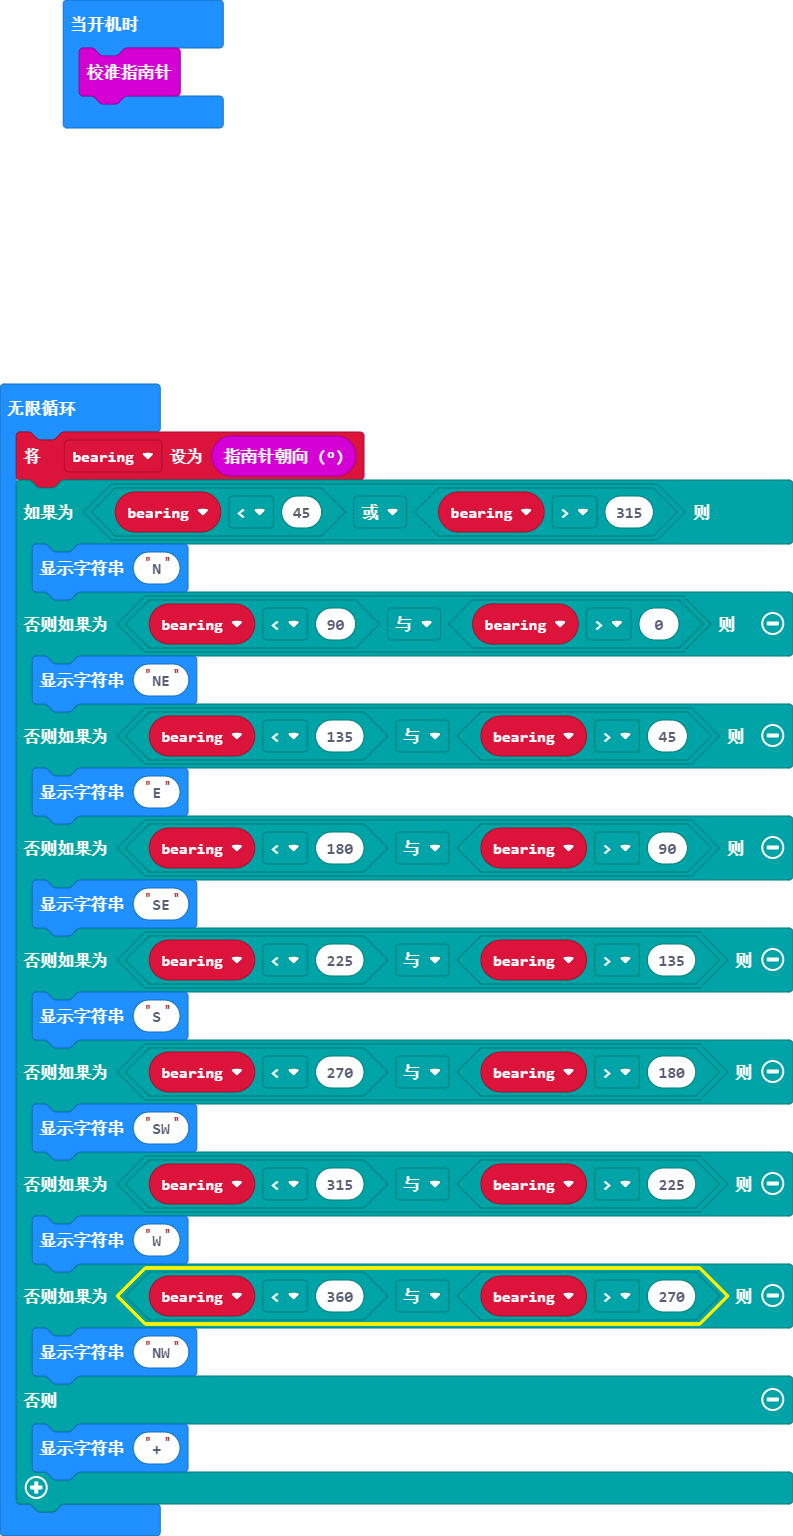 当开机时
校准指南针
无限循环
将 bearing 设为 指南针朝向 (°)
如果为 bearing < 45 或 bearing > 315 则
显示字符串 "N"
否则如果为 bearing < 90 与 bearing > 0 则
显示字符串 "NE"
否则如果为 bearing < 135 与 bearing > 45 则
显示字符串 "E"
否则如果为 bearing < 180 与 bearing > 90 则
显示字符串 "SE"
否则如果为 bearing < 225 与 bearing > 135 则
显示字符串 "S"
否则如果为 bearing < 270 与 bearing > 180 则
显示字符串 "SW"
否则如果为 bearing < 315 与 bearing > 225 则
显示字符串 "W"
否则如果为 bearing < 360 与 bearing > 270 则
显示字符串 "NW"
否则
显示字符串 "+"